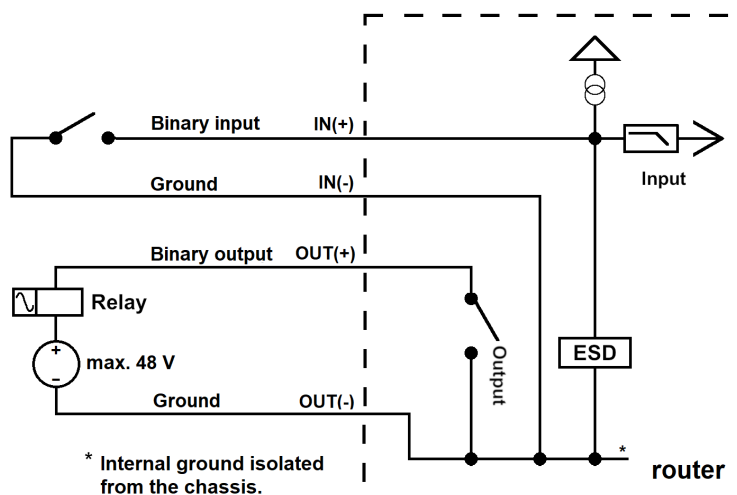 Binary input IN(+)
Ground IN(-)
Input
Binary output OUT(+)
Relay
+
max. 48 V
−
Output
ESD
Ground OUT(-)
*
* Internal ground isolated
from the chassis.
router